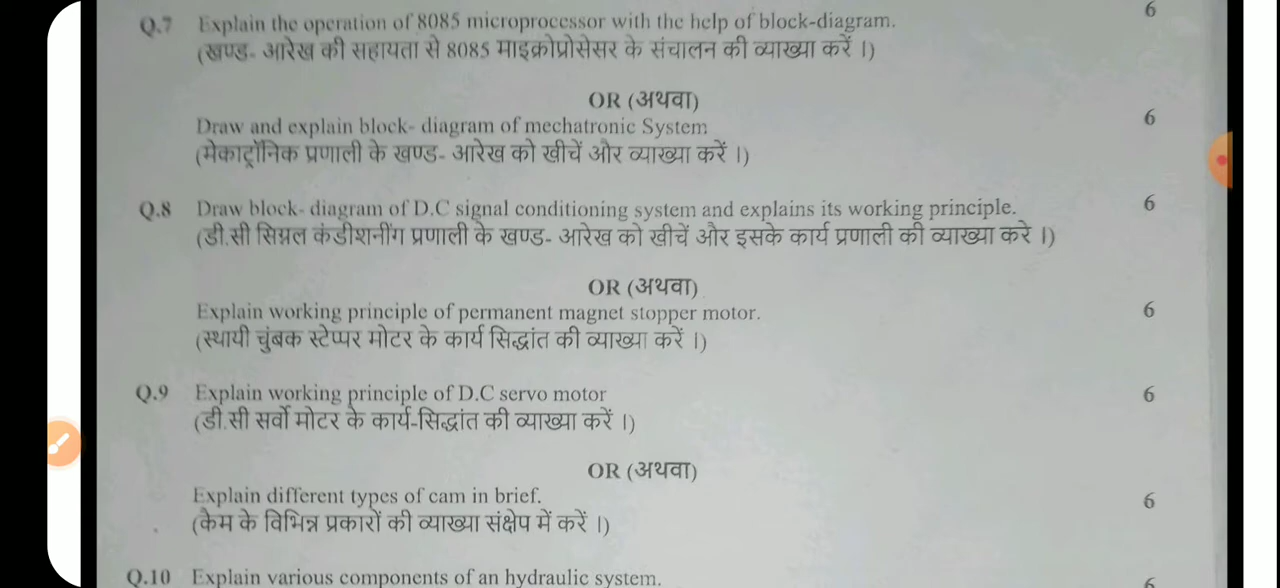 Q.7 Explain the operation of 8085 microprocessor with the help of block-diagram. 6
(खण्ड- आरेख की सहायता से 8085 माइक्रोप्रोसेसर के संचालन की व्याख्या करें ।)
OR (अथवा)
Draw and explain block- diagram of mechatronic System 6
(मेकाट्रॉनिक प्रणाली के खण्ड- आरेख को खीचें और व्याख्या करें ।)
Q.8 Draw block- diagram of D.C signal conditioning system and explains its working principle. 6
(डी.सी सिग्नल कंडीशनींग प्रणाली के खण्ड- आरेख को खीचें और इसके कार्य प्रणाली की व्याख्या करे ।)
OR (अथवा)
Explain working principle of permanent magnet stopper motor. 6
(स्थायी चुंबक स्टेप्पर मोटर के कार्य सिद्धांत की व्याख्या करें ।)
Q.9 Explain working principle of D.C servo motor 6
(डी.सी सर्वो मोटर के कार्य-सिद्धांत की व्याख्या करें ।)
OR (अथवा)
Explain different types of cam in brief. 6
(कैम के विभिन्न प्रकारों की व्याख्या संक्षेप में करें ।)
Q.10 Explain various components of an hydraulic system. 6